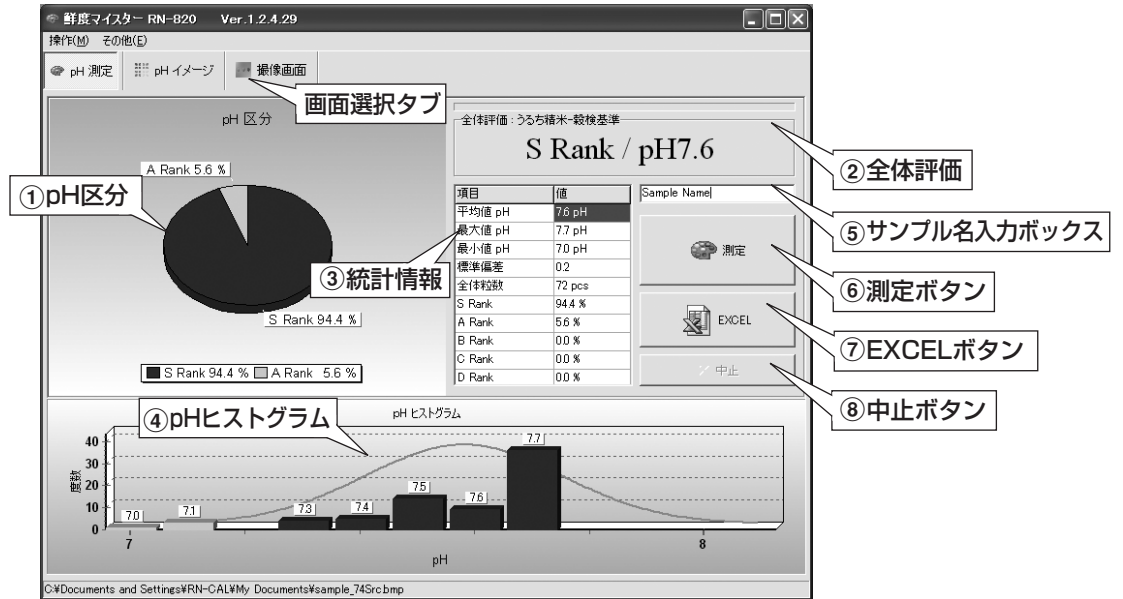 鮮度マイスター RN-820 Ver.1.2.4.29
操作(M) その他(E)
pH 測定 pH イメージ 撮像画面
画面選択タブ
pH 区分
A Rank 5.6 %
①pH区分
S Rank 94.4 %
S Rank 94.4 % A Rank 5.6 %
全体評価 : うるち精米-穀検基準
S Rank / pH7.6
②全体評価
項目 値
平均値 pH 7.6 pH
最大値 pH 7.7 pH
最小値 pH 7.0 pH
標準偏差 0.2
全体粒数 72 pcs
S Rank 94.4 %
A Rank 5.6 %
B Rank 0.0 %
C Rank 0.0 %
D Rank 0.0 %
③統計情報
Sample Name
⑤サンプル名入力ボックス
測定
⑥測定ボタン
EXCEL
⑦EXCELボタン
中止
⑧中止ボタン
pH ヒストグラム
④pHヒストグラム
度数
40
30
20
10
0
7.0
7.1
7.3
7.4
7.5
7.6
7.7
7 8
pH
C:¥Documents and Settings¥RN-CAL¥My Documents¥sample_74Src.bmp